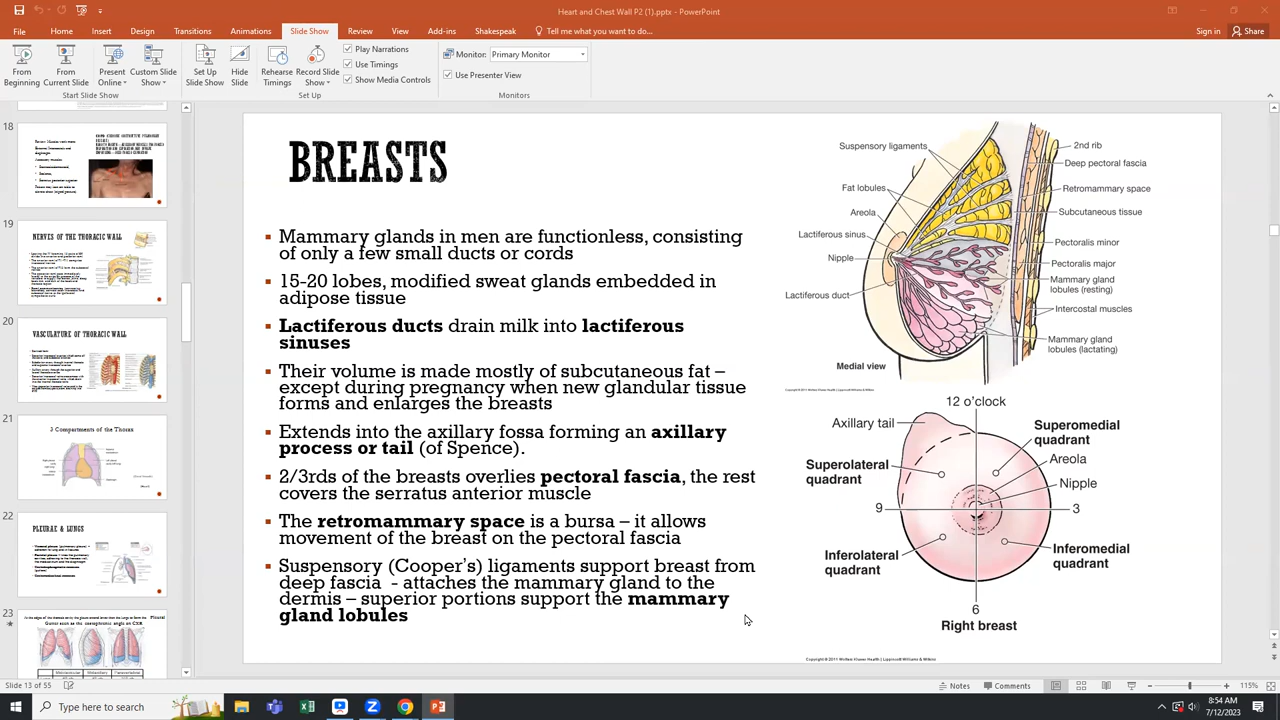 Heart and Chest Wall P2 (1).pptx - PowerPoint
File Home Insert Design Transitions Animations Slide Show Review View Add-ins Shakespeak Tell me what you want to do... Sign in Share
From Beginning
From Current Slide
Present Online
Custom Slide Show
Start Slide Show
Set Up Slide Show
Hide Slide
Rehearse Timings
Record Slide Show
Play Narrations
Use Timings
Show Media Controls
Set Up
Monitor: Primary Monitor
Use Presenter View
Monitors
18
19
NERVES OF THE THORACIC WALL
20
VASCULATURE OF THORACIC WALL
21
3 Compartments of the Thorax
22
PLEURAE & LUNGS
23
BREASTS
Mammary glands in men are functionless, consisting
of only a few small ducts or cords
15-20 lobes, modified sweat glands embedded in
adipose tissue
Lactiferous ducts drain milk into lactiferous
sinuses
Their volume is made mostly of subcutaneous fat –
except during pregnancy when new glandular tissue
forms and enlarges the breasts
Extends into the axillary fossa forming an axillary
process or tail (of Spence).
2/3rds of the breasts overlies pectoral fascia, the rest
covers the serratus anterior muscle
The retromammary space is a bursa – it allows
movement of the breast on the pectoral fascia
Suspensory (Cooper's) ligaments support breast from
deep fascia - attaches the mammary gland to the
dermis – superior portions support the mammary
gland lobules
Suspensory ligaments
Fat lobules
Areola
Lactiferous sinus
Nipple
Lactiferous duct
Medial view
2nd rib
Deep pectoral fascia
Retromammary space
Subcutaneous tissue
Pectoralis minor
Pectoralis major
Mammary gland
lobules (resting)
Intercostal muscles
Mammary gland
lobules (lactating)
12 o'clock
Axillary tail
Superomedial
quadrant
Superolateral
quadrant
Areola
Nipple
9
3
Inferolateral
quadrant
Inferomedial
quadrant
6
Right breast
Slide 13 of 55
Notes Comments 115%
Type here to search
8:54 AM
7/12/2023